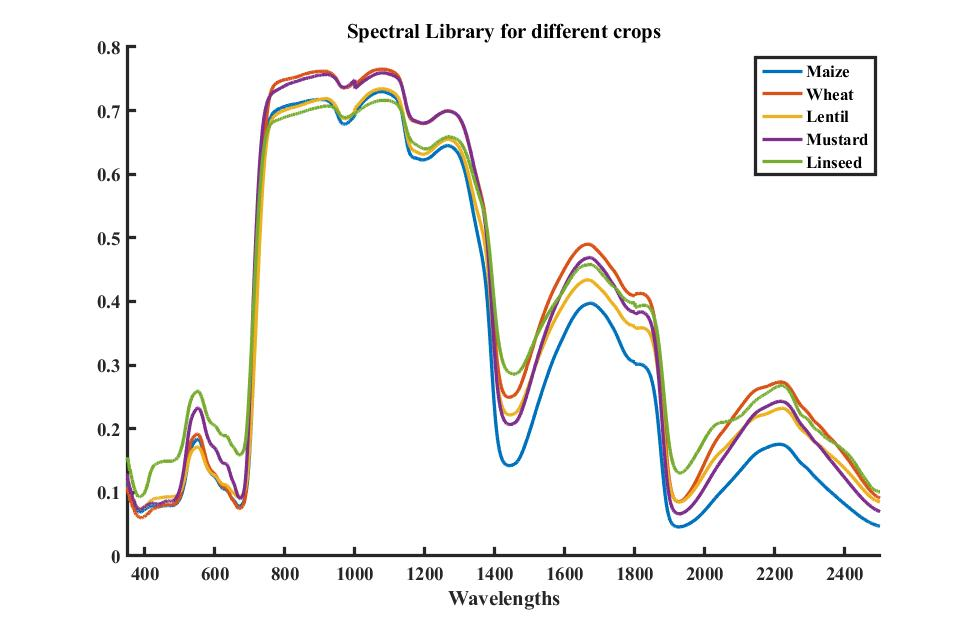 Spectral Library for different crops
0.8
0.7
0.6
0.5
0.4
0.3
0.2
0.1
0
400 600 800 1000 1200 1400 1600 1800 2000 2200 2400
Wavelengths
Maize
Wheat
Lentil
Mustard
Linseed